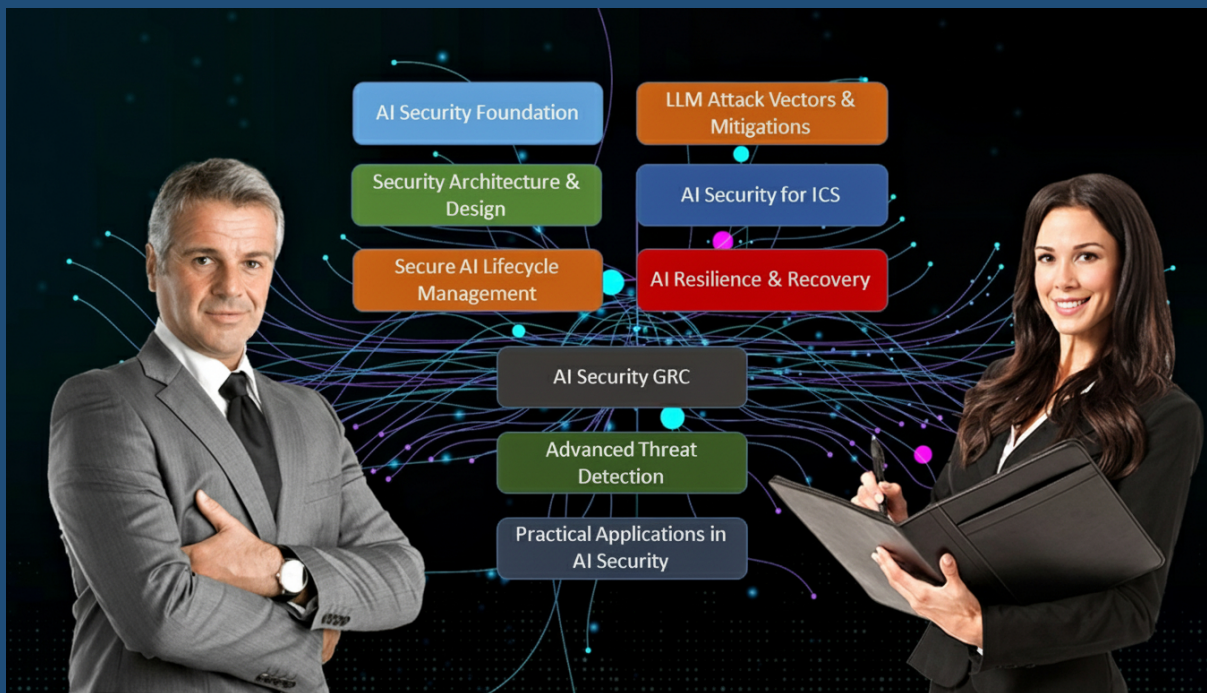 AI Security Foundation
LLM Attack Vectors &
Mitigations
Security Architecture &
Design
AI Security for ICS
Secure AI Lifecycle
Management
AI Resilience & Recovery
AI Security GRC
Advanced Threat
Detection
Practical Applications in
AI Security